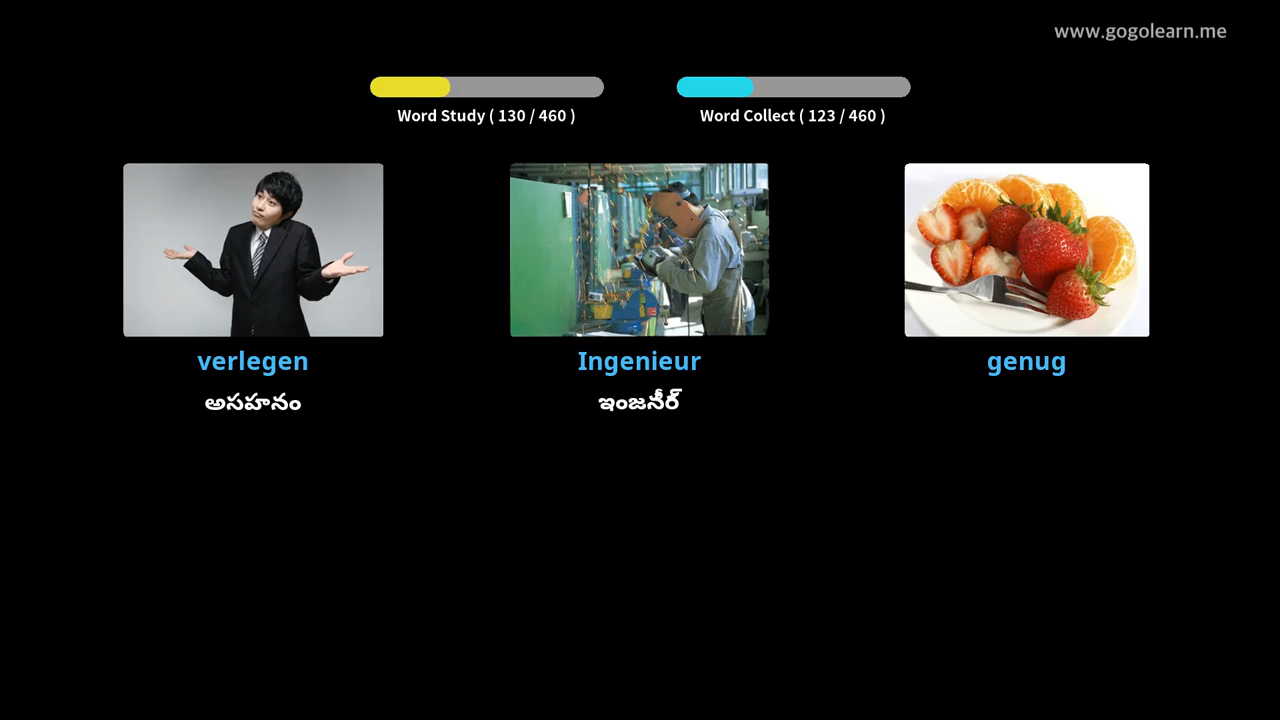 www.gogolearn.me
Word Study ( 130 / 460 )
Word Collect ( 123 / 460 )
verlegen
అసహనం
Ingenieur
ఇంజనీర్
genug